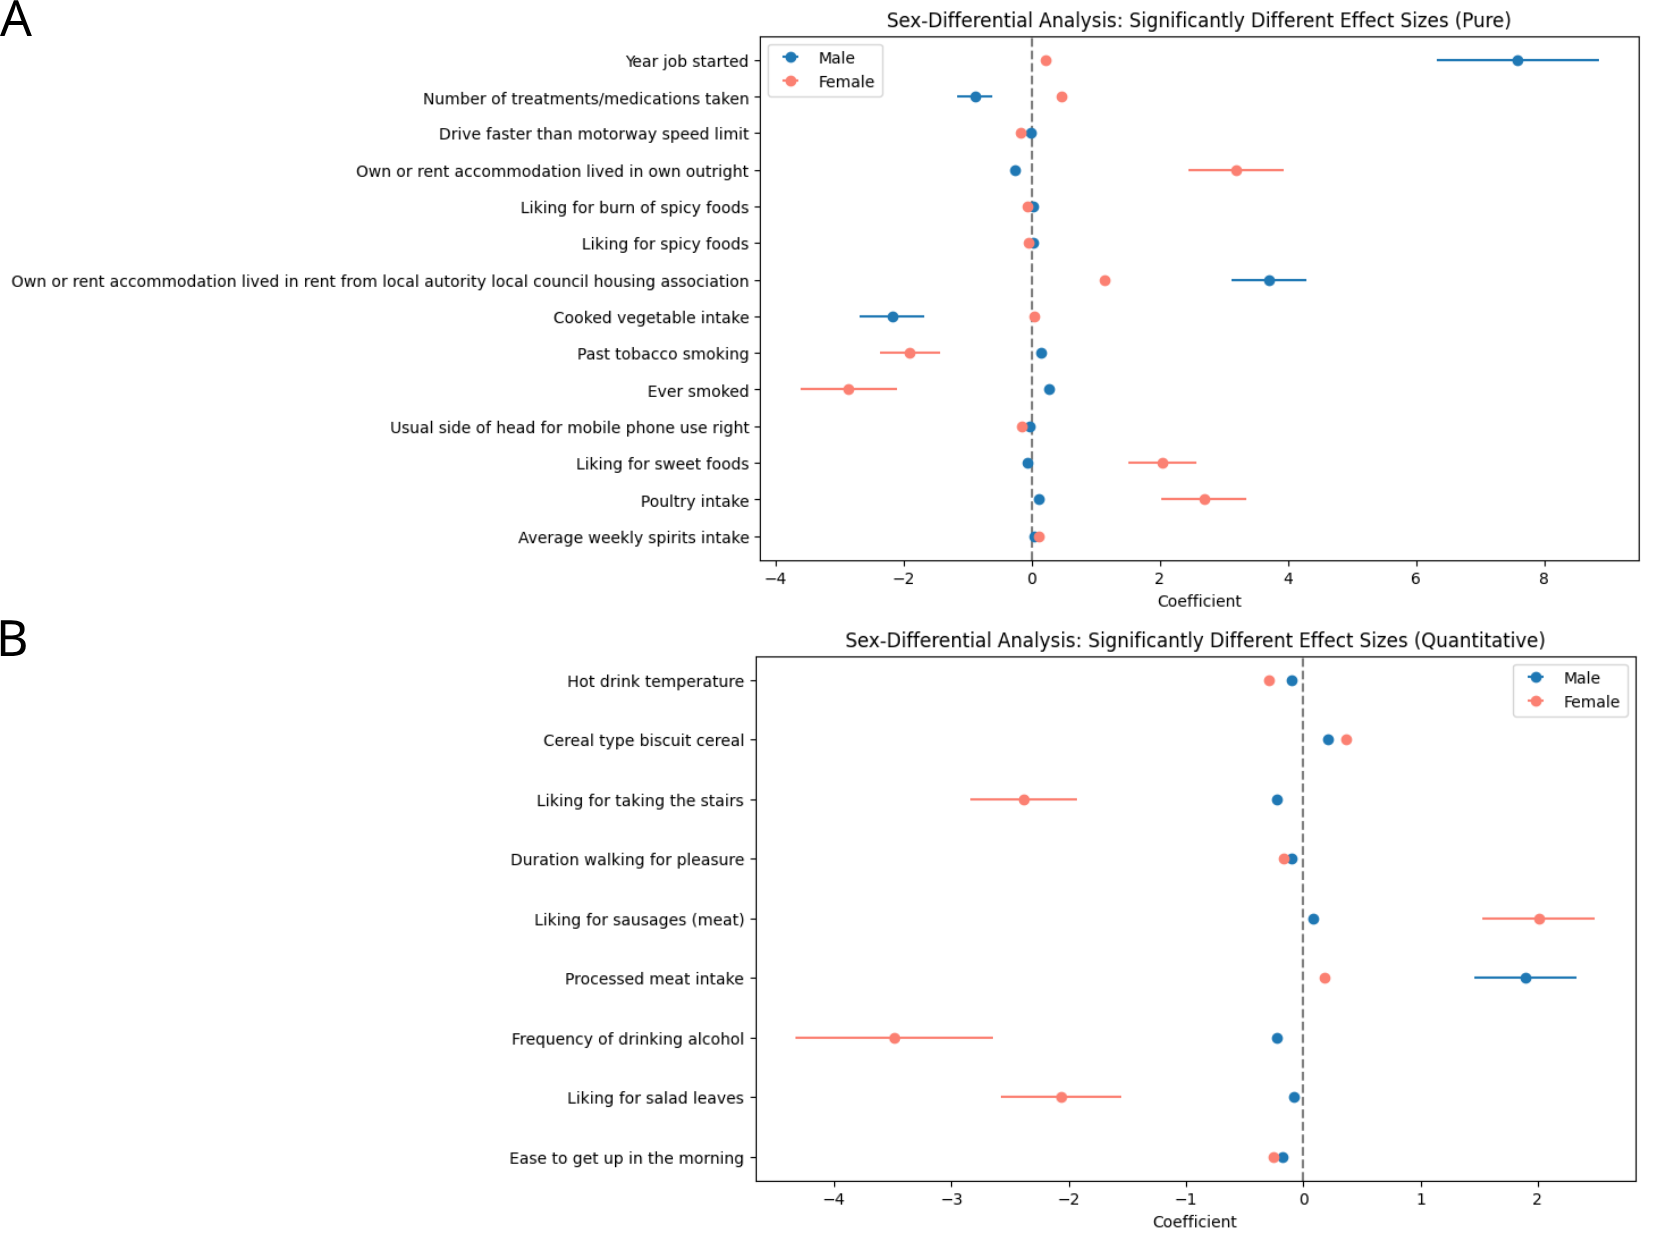 A
Sex-Differential Analysis: Significantly Different Effect Sizes (Pure)
Male
Female
Year job started
Number of treatments/medications taken
Drive faster than motorway speed limit
Own or rent accommodation lived in own outright
Liking for burn of spicy foods
Liking for spicy foods
Own or rent accommodation lived in rent from local autority local council housing association
Cooked vegetable intake
Past tobacco smoking
Ever smoked
Usual side of head for mobile phone use right
Liking for sweet foods
Poultry intake
Average weekly spirits intake
−4 −2 0 2 4 6 8
Coefficient
B
Sex-Differential Analysis: Significantly Different Effect Sizes (Quantitative)
Male
Female
Hot drink temperature
Cereal type biscuit cereal
Liking for taking the stairs
Duration walking for pleasure
Liking for sausages (meat)
Processed meat intake
Frequency of drinking alcohol
Liking for salad leaves
Ease to get up in the morning
−4 −3 −2 −1 0 1 2
Coefficient